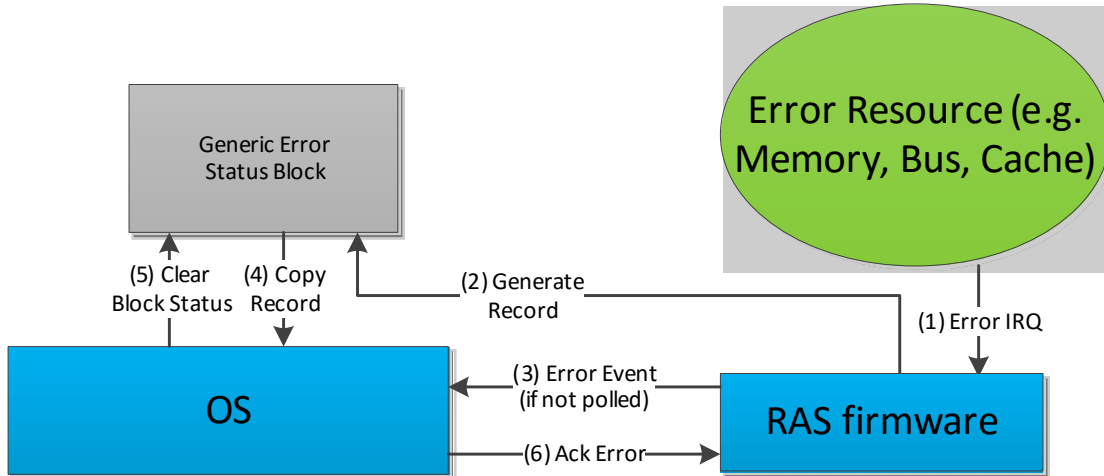 Error Resource (e.g.
Memory, Bus, Cache)
Generic Error
Status Block
(5) Clear
Block Status
(4) Copy
Record
(2) Generate
Record
(1) Error IRQ
(3) Error Event
(if not polled)
OS
RAS firmware
(6) Ack Error